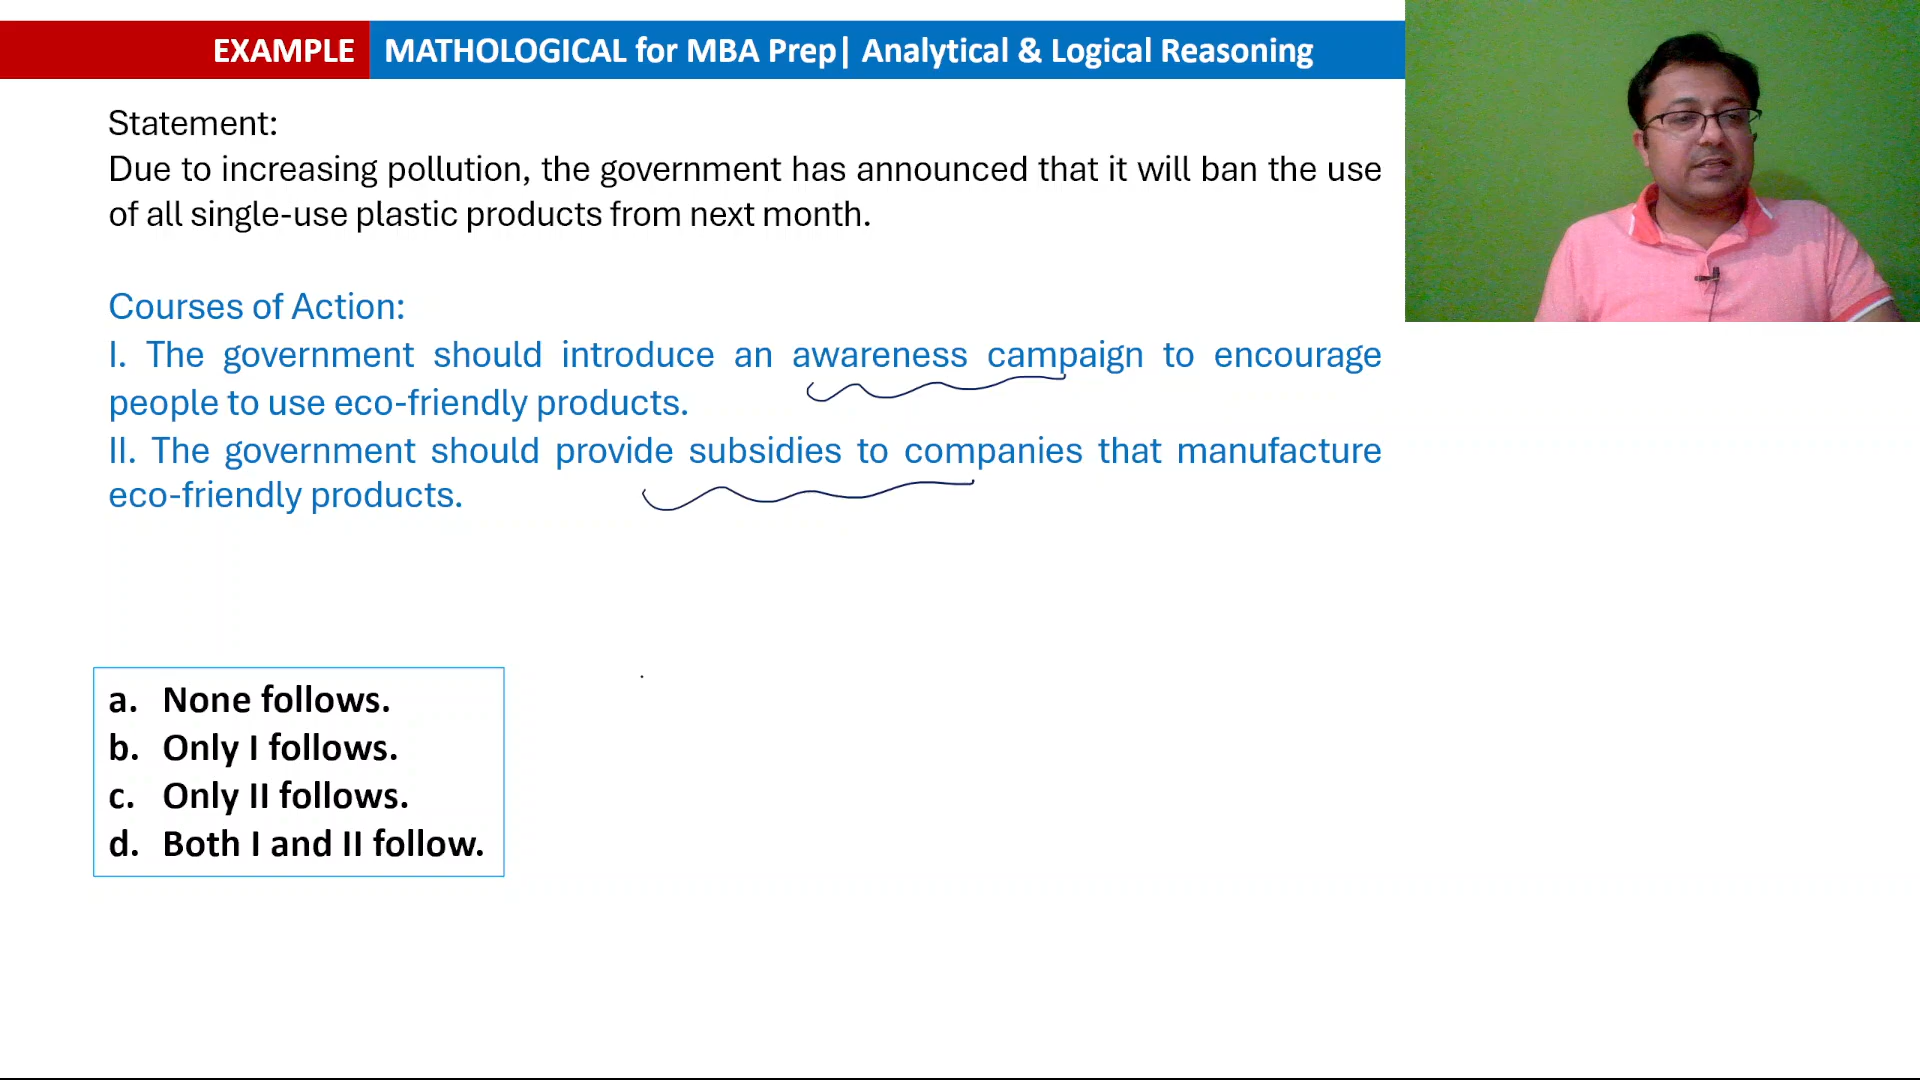 EXAMPLE MATHOLOGICAL for MBA Prep| Analytical & Logical Reasoning
Statement:
Due to increasing pollution, the government has announced that it will ban the use
of all single-use plastic products from next month.
Courses of Action:
I. The government should introduce an awareness campaign to encourage
people to use eco-friendly products.
II. The government should provide subsidies to companies that manufacture
eco-friendly products.
a. None follows.
b. Only I follows.
c. Only II follows.
d. Both I and II follow.